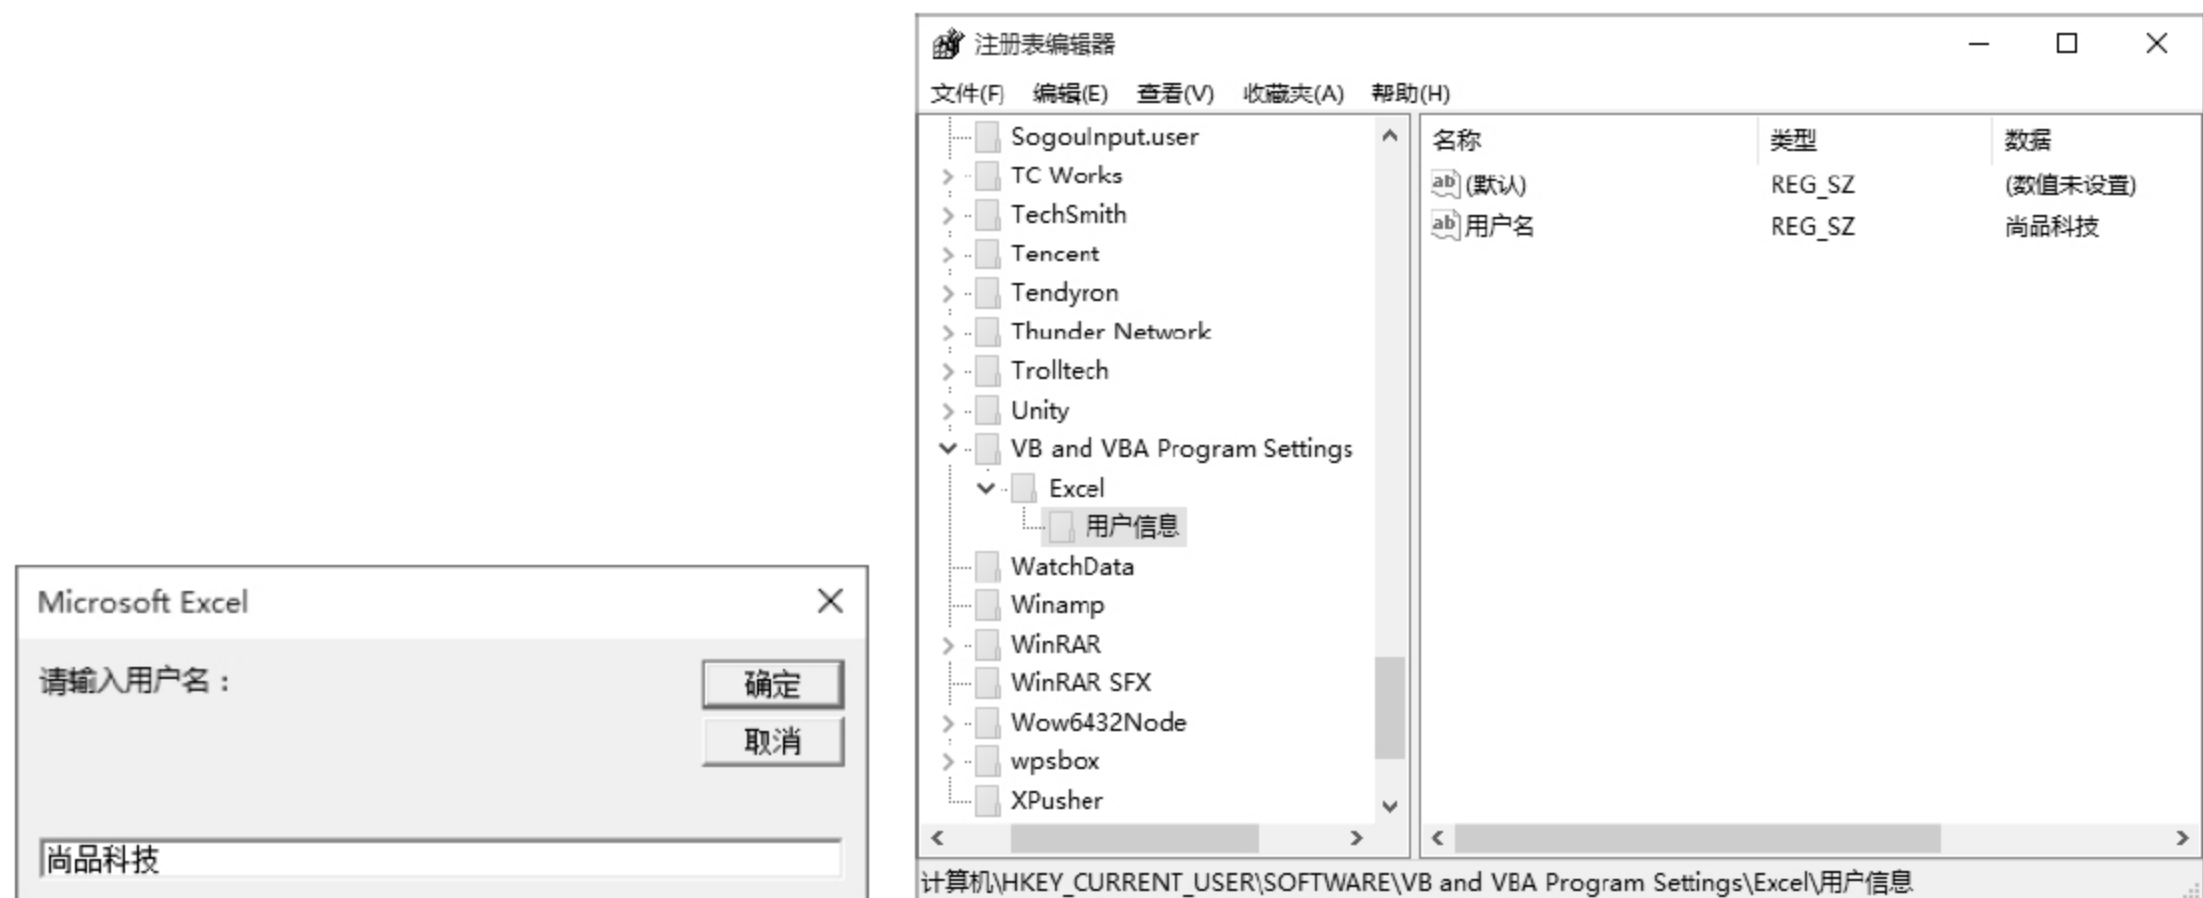 Microsoft Excel
请输入用户名：
确定
取消
尚品科技
注册表编辑器
文件(F) 编辑(E) 查看(V) 收藏夹(A) 帮助(H)
SogouInput.user
TC Works
TechSmith
Tencent
Tendyron
Thunder Network
Trolltech
Unity
VB and VBA Program Settings
Excel
用户信息
WatchData
Winamp
WinRAR
WinRAR SFX
Wow6432Node
wpsbox
XPusher
名称 类型 数据
ab (默认) REG_SZ (数值未设置)
ab 用户名 REG_SZ 尚品科技
计算机\HKEY_CURRENT_USER\SOFTWARE\VB and VBA Program Settings\Excel\用户信息